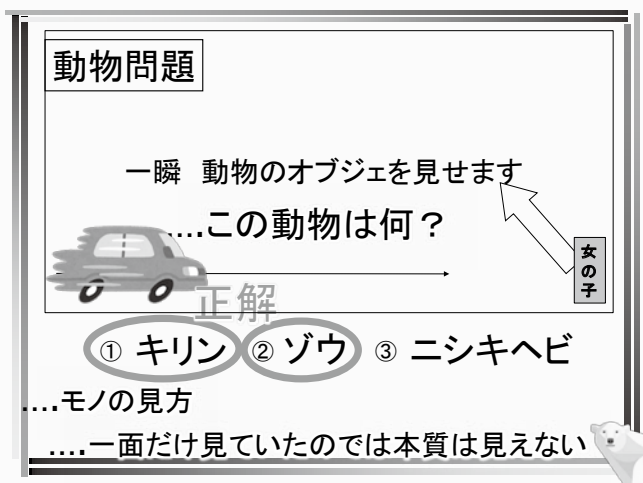 動物問題
一瞬 動物のオブジェを見せます
....この動物は何？
女の子
正解
① キリン ② ゾウ ③ ニシキヘビ
....モノの見方
....一面だけ見ていたのでは本質は見えない